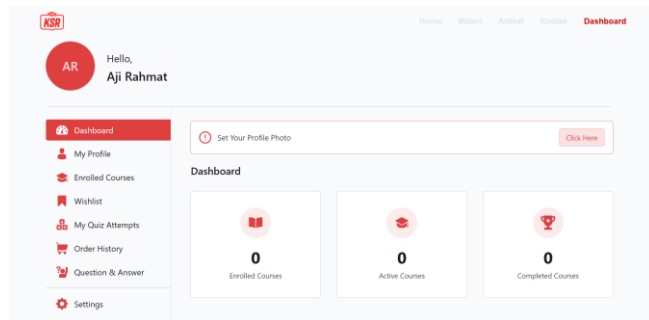 KSR
Home Materi Artikel Kontak Dashboard
AR
Hello,
Aji Rahmat
Dashboard
My Profile
Enrolled Courses
Wishlist
My Quiz Attempts
Order History
Question & Answer
Settings
Set Your Profile Photo
Click Here
Dashboard
0
Enrolled Courses
0
Active Courses
0
Completed Courses